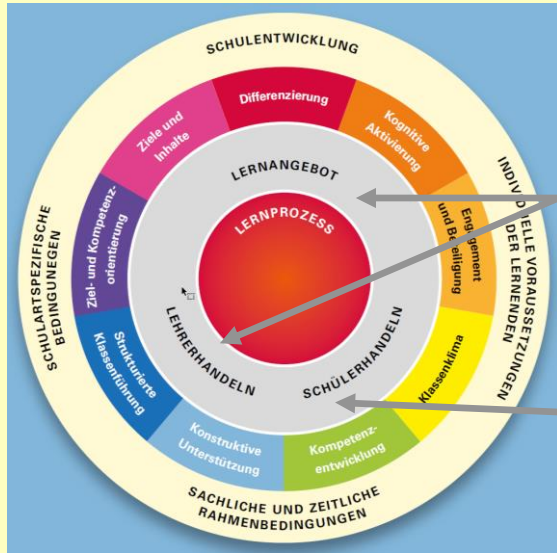 SCHULENTWICKLUNG
Differenzierung
Ziele und
Inhalte
Kognitive
Aktivierung
LERNANGEBOT
INDIVIDUELLE VORAUSSETZUNGEN
DER LERNENDEN
SCHULARTSPEZIFISCHE
BEDINGUNEGEN
Ziel- und Kompetenz-
orientierung
LERNPROZESS
Engagement
und Beteiligung
LEHRERHANDELN
SCHÜLERHANDELN
Strukturierte
Klassenführung
Klassenklima
Konstruktive
Unterstützung
Kompetenz-
entwicklung
SACHLICHE UND ZEITLICHE
RAHMENBEDINGUNGEN